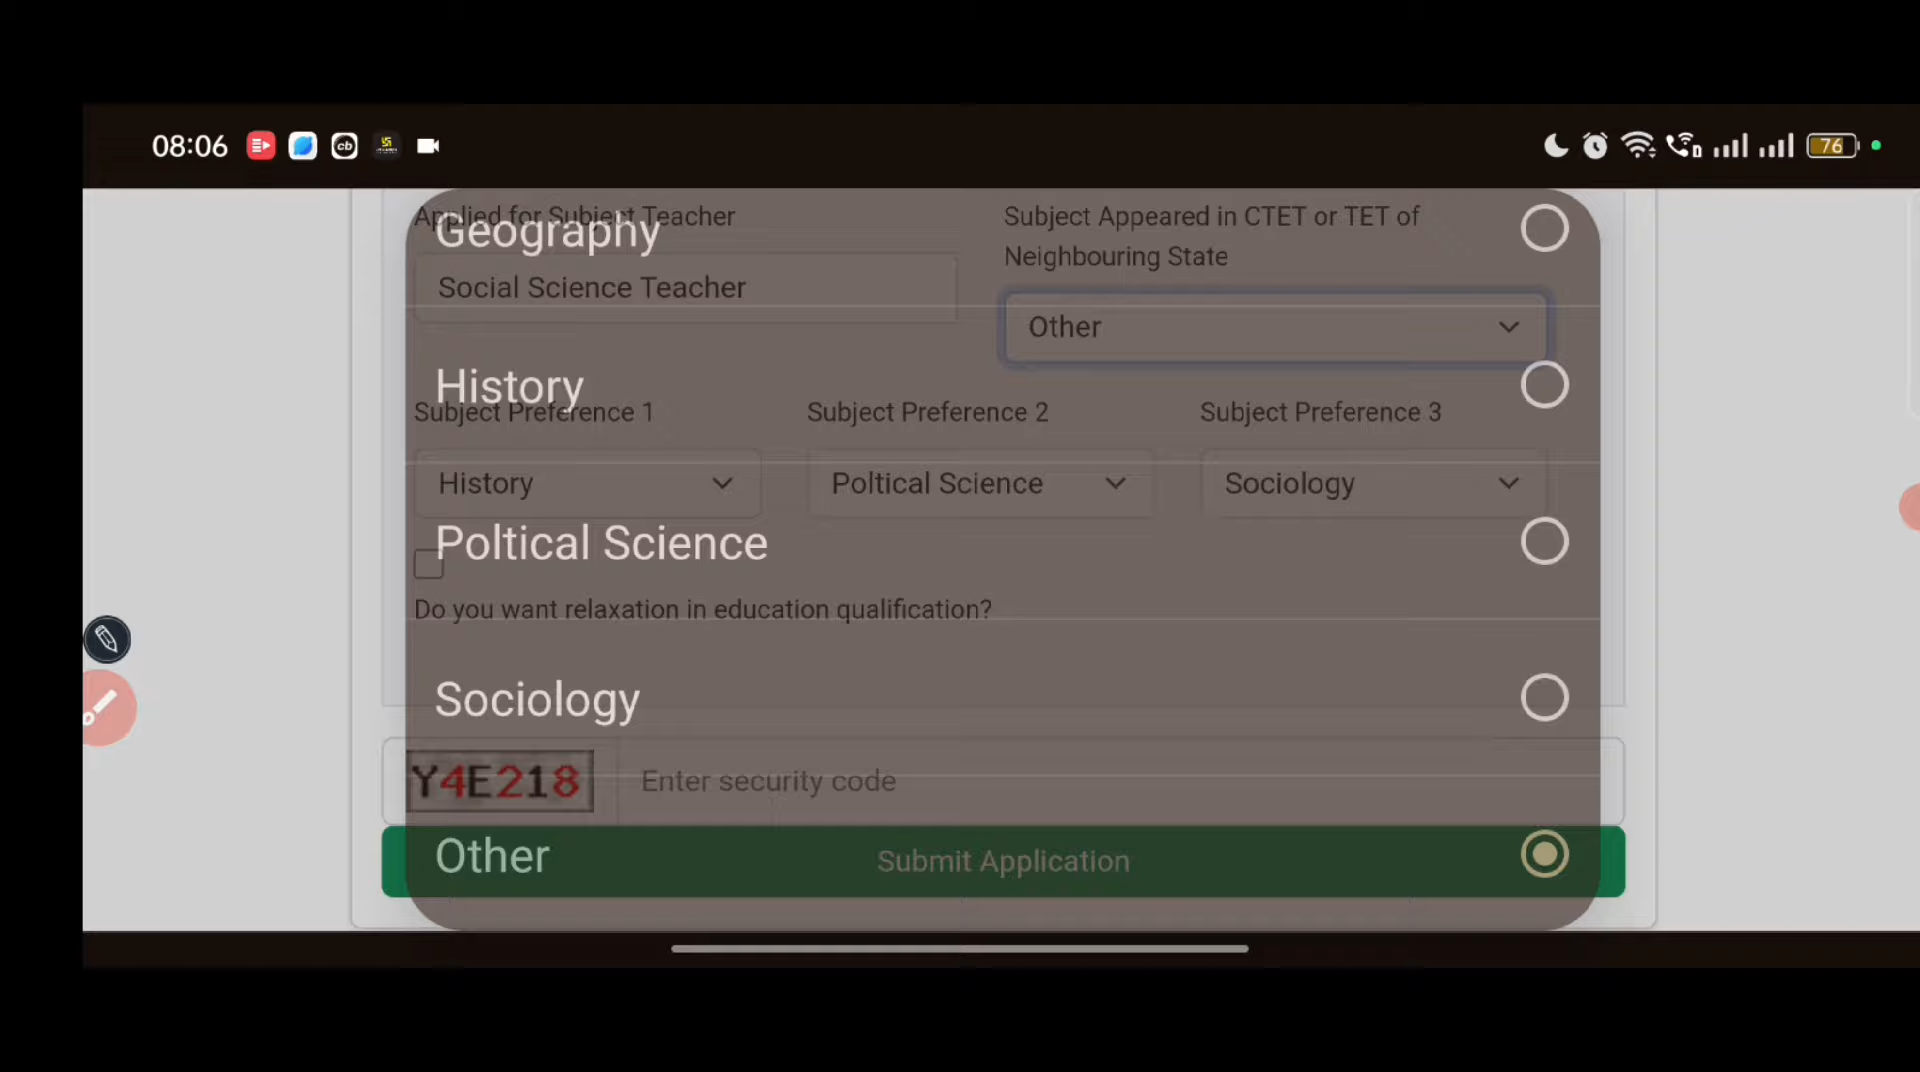 08:06
76
Applied for Subject Teacher
Subject Appeared in CTET or TET of
Neighbouring State
Geography
Social Science Teacher
Other
History
Subject Preference 1
Subject Preference 2
Subject Preference 3
History
Poltical Science
Sociology
Poltical Science
Do you want relaxation in education qualification?
Sociology
Y4E218
Enter security code
Other
Submit Application